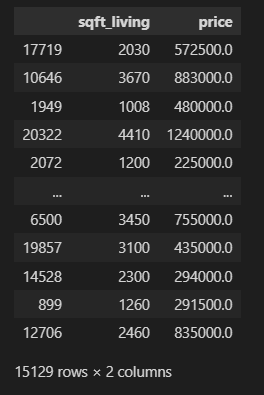 sqft_living price
17719 2030 572500.0
10646 3670 883000.0
1949 1008 480000.0
20322 4410 1240000.0
2072 1200 225000.0
... ... ...
6500 3450 755000.0
19857 3100 435000.0
14528 2300 294000.0
899 1260 291500.0
12706 2460 835000.0
15129 rows × 2 columns